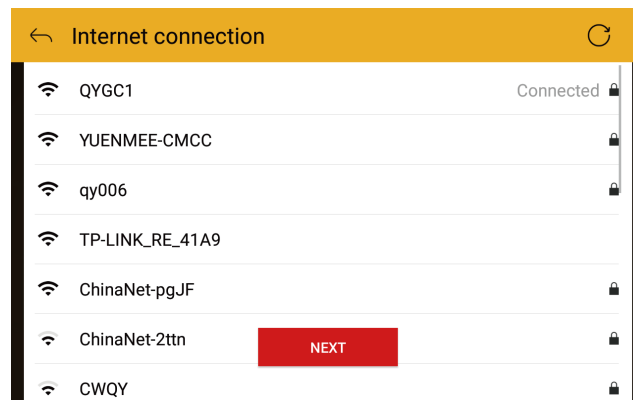 Internet connection
QYGC1 Connected
YUENMEE-CMCC
qy006
TP-LINK_RE_41A9
ChinaNet-pgJF
ChinaNet-2ttn
NEXT
CWQY